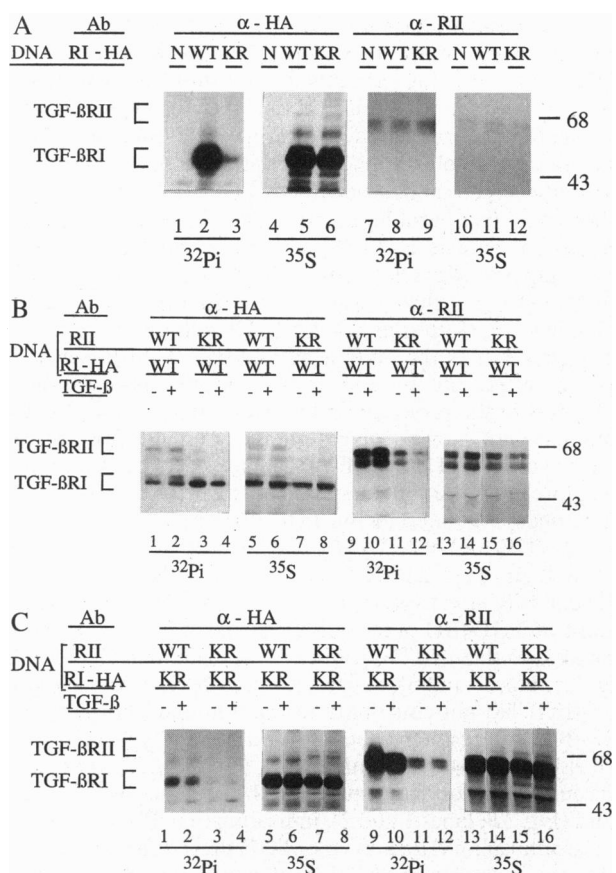 A
Ab α - HA α - RII
DNA RI - HA N WT KR N WT KR N WT KR N WT KR
TGF-ßRII
68
TGF-ßRI
43
1 2 3 4 5 6 7 8 9 10 11 12
32Pi 35S 32Pi 35S
B
Ab α - HA α - RII
DNA
RII WT KR WT KR WT KR WT KR
RI-HA WT WT WT WT WT WT WT WT
TGF-ß - + - + - + - + - + - + - + - +
TGF-ßRII
68
TGF-ßRI
43
1 2 3 4 5 6 7 8 9 10 11 12 13 14 15 16
32Pi 35S 32Pi 35S
C
Ab α - HA α - RII
DNA
RII WT KR WT KR WT KR WT KR
RI-HA KR KR KR KR KR KR KR KR
TGF-ß - + - + - + - + - + - + - + - +
TGF-ßRII
68
TGF-ßRI
43
1 2 3 4 5 6 7 8 9 10 11 12 13 14 15 16
32Pi 35S 32Pi 35S